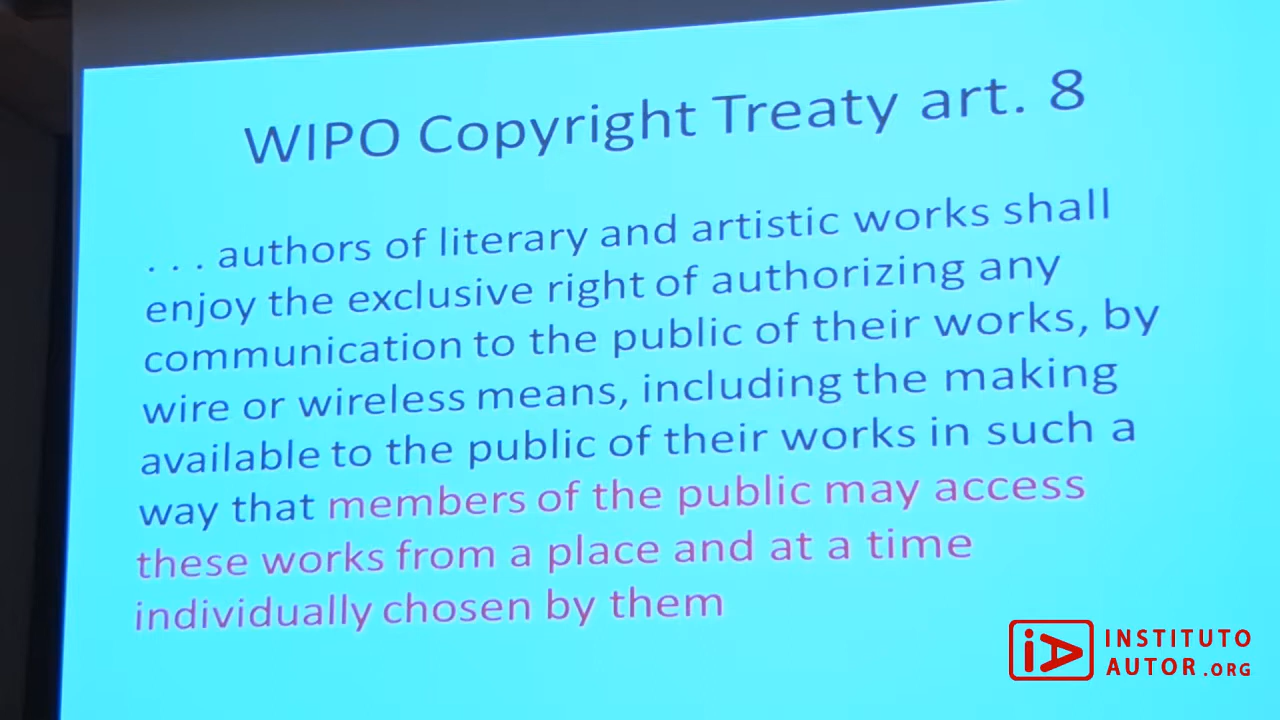 WIPO Copyright Treaty art. 8
. . . authors of literary and artistic works shall
enjoy the exclusive right of authorizing any
communication to the public of their works, by
wire or wireless means, including the making
available to the public of their works in such a
way that members of the public may access
these works from a place and at a time
individually chosen by them
iA INSTITUTO
AUTOR.ORG